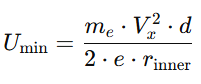 U_min = (m_e · V_x^2 · d) / (2 · e · r_inner)